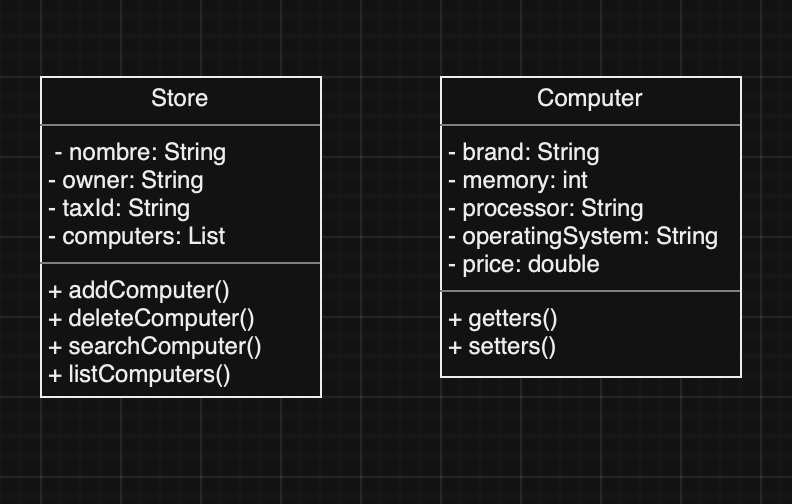 Store
- nombre: String
- owner: String
- taxId: String
- computers: List
+ addComputer()
+ deleteComputer()
+ searchComputer()
+ listComputers()
Computer
- brand: String
- memory: int
- processor: String
- operatingSystem: String
- price: double
+ getters()
+ setters()